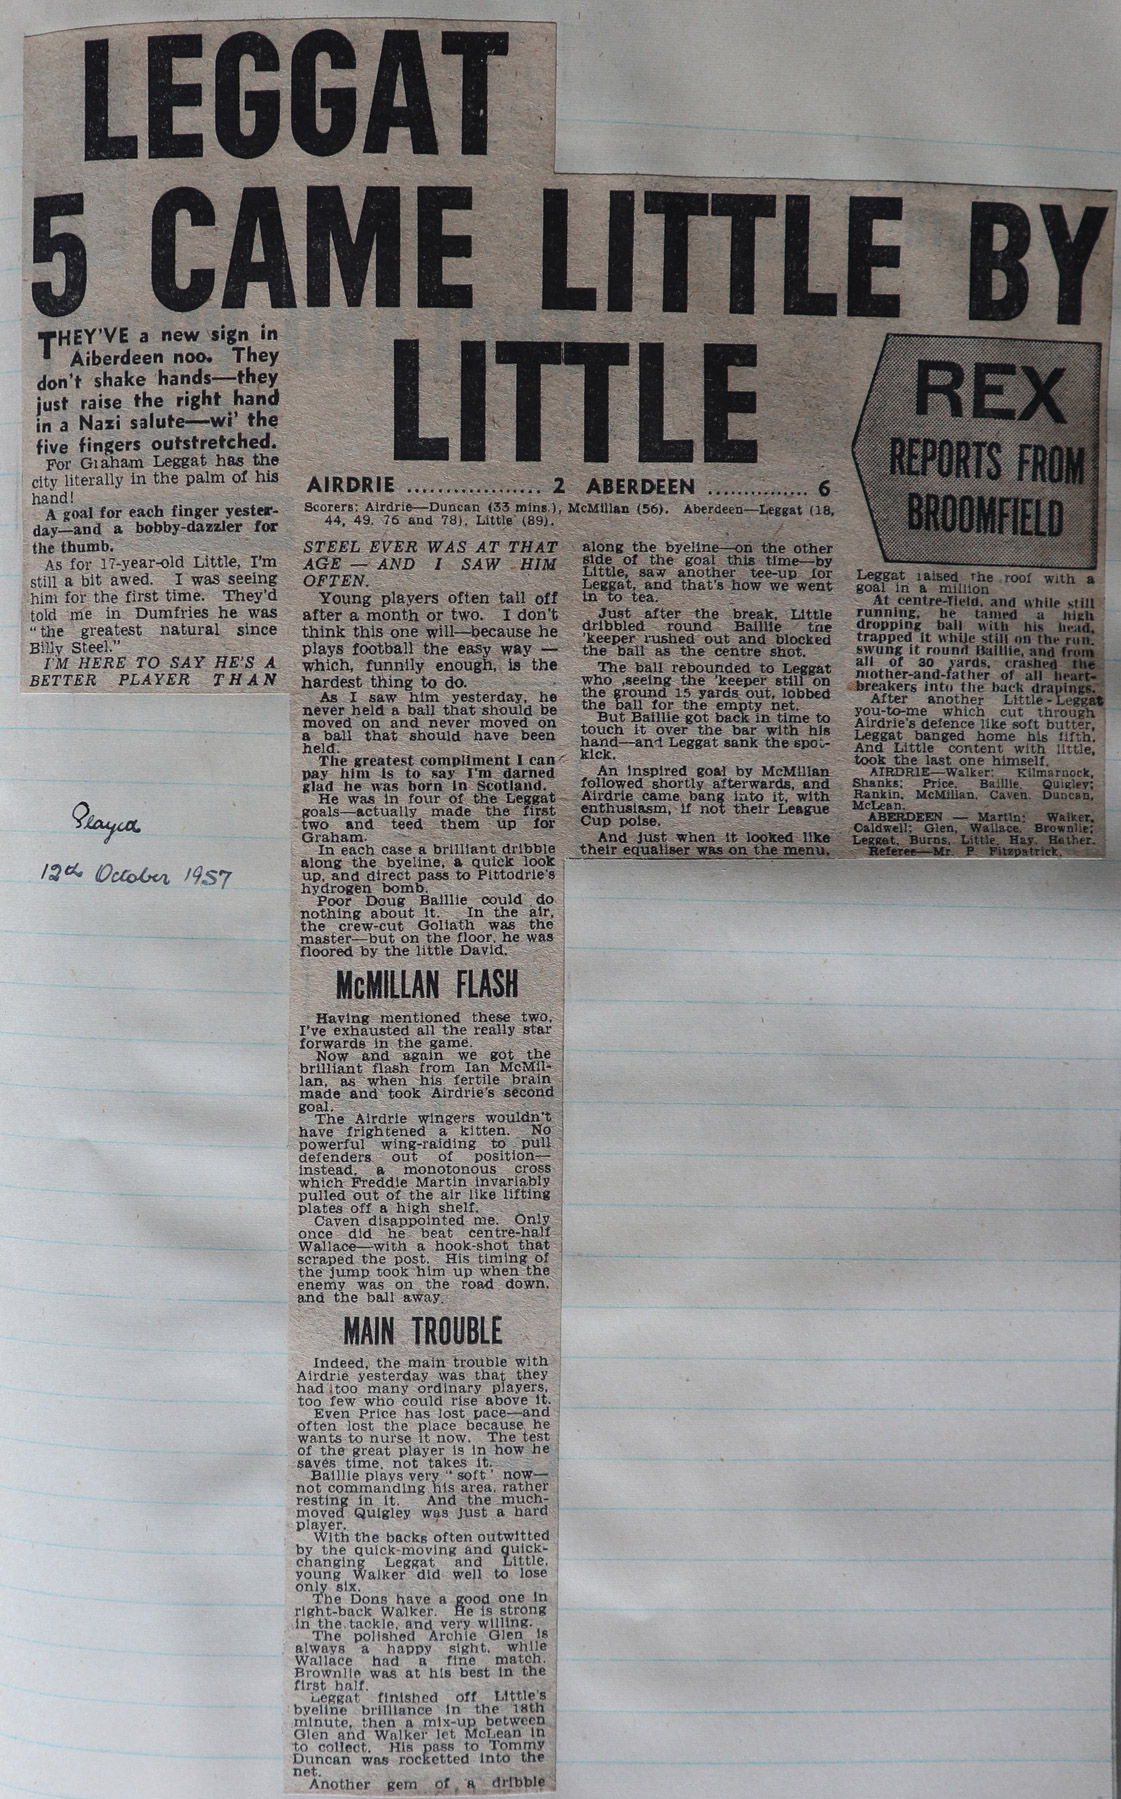 LEGGAT
5 CAME LITTLE BY
LITTLE
THEY'VE a new sign in
Aiberdeen noo. They
don't shake hands—they
just raise the right hand
in a Nazi salute—wi' the
five fingers outstretched.
For Graham Leggat has the
city literally in the palm of his
hand!
A goal for each finger yester-
day—and a bobby-dazzler for
the thumb.
As for 17-year-old Little, I'm
still a bit awed. I was seeing
him for the first time. They'd
told me in Dumfries he was
"the greatest natural since
Billy Steel."
I'M HERE TO SAY HE'S A
BETTER PLAYER THAN
Played
12th October 1957
REX
REPORTS FROM
BROOMFIELD
AIRDRIE ................. 2 ABERDEEN .............. 6
Scorers: Airdrie—Duncan (33 mins.), McMillan (56). Aberdeen—Leggat (18,
44, 49, 76 and 78), Little (89).
STEEL EVER WAS AT THAT
AGE — AND I SAW HIM
OFTEN.
Young players often tail off
after a month or two. I don't
think this one will—because he
plays football the easy way —
which, funnily enough, is the
hardest thing to do.
As I saw him yesterday, he
never held a ball that should be
moved on and never moved on
a ball that should have been
held.
The greatest compliment I can
pay him is to say I'm darned
glad he was born in Scotland.
He was in four of the Leggat
goals—actually made the first
two and teed them up for
Graham.
In each case a brilliant dribble
along the byeline, a quick look
up, and direct pass to Pittodrie's
hydrogen bomb.
Poor Doug Baillie could do
nothing about it. In the air,
the crew-cut Goliath was the
master—but on the floor, he was
floored by the little David.
McMILLAN FLASH
Having mentioned these two,
I've exhausted all the really star
forwards in the game.
Now and again we got the
brilliant flash from Ian McMil-
lan, as when his fertile brain
made and took Airdrie's second
goal.
The Airdrie wingers wouldn't
have frightened a kitten. No
powerful wing-raiding to pull
defenders out of position—
instead, a monotonous cross
which Freddie Martin invariably
pulled out of the air like lifting
plates off a high shelf.
Caven disappointed me. Only
once did he beat centre-half
Wallace—with a hook-shot that
scraped the post. His timing of
the jump took him up when the
enemy was on the road down,
and the ball away.
MAIN TROUBLE
Indeed, the main trouble with
Airdrie yesterday was that they
had too many ordinary players,
too few who could rise above it.
Even Price has lost pace—and
often lost the place because he
wants to nurse it now. The test
of the great player is in how he
saves time, not takes it.
Baillie plays very "soft" now—
not commanding his area, rather
resting in it. And the much-
moved Quigley was just a hard
player.
With the backs often outwitted
by the quick-moving and quick-
changing Leggat and Little,
young Walker did well to lose
only six.
The Dons have a good one in
right-back Walker. He is strong
in the tackle, and very willing.
The polished Archie Glen is
always a happy sight, while
Wallace had a fine match.
Brownlie was at his best in the
first half.
Leggat finished off Little's
byeline brilliance in the 18th
minute, then a mix-up between
Glen and Walker let McLean in
to collect. His pass to Tommy
Duncan was rocketted into the
net.
Another gem of a dribble
along the byeline—on the other
side of the goal this time—by
Little, saw another tee-up for
Leggat, and that's how we went
in to tea.
Just after the break, Little
dribbled round Baillie the
'keeper rushed out and blocked
the ball as the centre shot.
The ball rebounded to Leggat
who, seeing the 'keeper still on
the ground 15 yards out, lobbed
the ball for the empty net.
But Baillie got back in time to
touch it over the bar with his
hand—and Leggat sank the spot-
kick.
An inspired goal by McMillan
followed shortly afterwards, and
Airdrie came bang into it, with
enthusiasm, if not their League
Cup poise.
And just when it looked like
their equaliser was on the menu,
Leggat raised the roof with a
goal in a million
At centre-field, and while still
running, he tamed a high
dropping ball with his head,
trapped it while still on the run,
swung it round Baillie, and from
all of 30 yards, crashed the
mother-and-father of all heart-
breakers into the back drapings.
After another Little-Leggat
you-to-me which cut through
Airdrie's defence like soft butter,
Leggat banged home his fifth.
And Little content with little,
took the last one himself.
AIRDRIE—Walker: Kilmarnock,
Shanks; Price, Baillie, Quigley;
Rankin, McMillan, Caven, Duncan,
McLean.
ABERDEEN — Martin; Walker,
Caldwell; Glen, Wallace, Brownlie;
Leggat, Burns, Little, Hay, Hather.
Referee—Mr. P. Fitzpatrick.